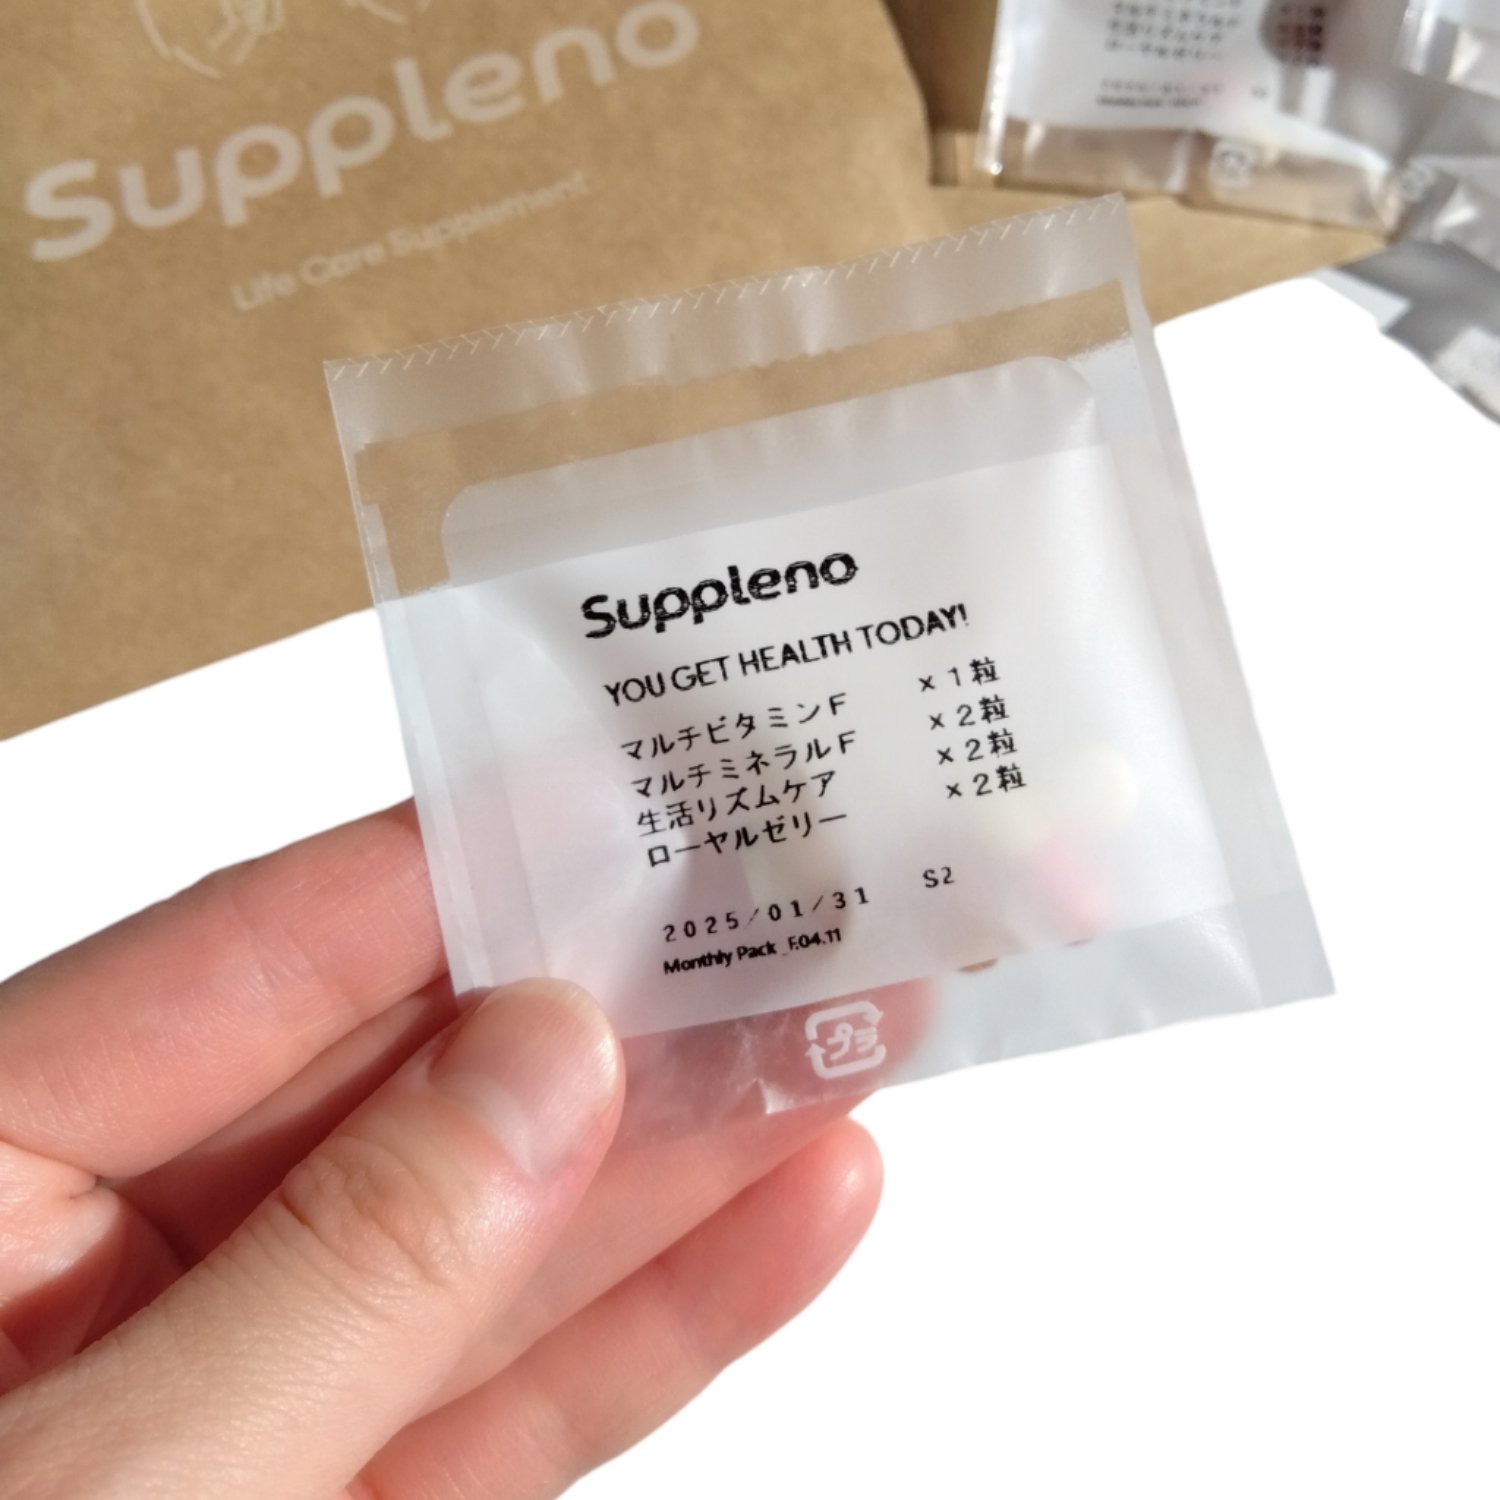 Suppleno
Life Care Supplement
Suppleno
YOU GET HEALTH TODAY!
マルチビタミンF ×1粒
マルチミネラルF ×2粒
生活リズムケア ×2粒
ローヤルゼリー ×2粒
2025/01/31 S2
Monthly Pack_F.04.11
プラ